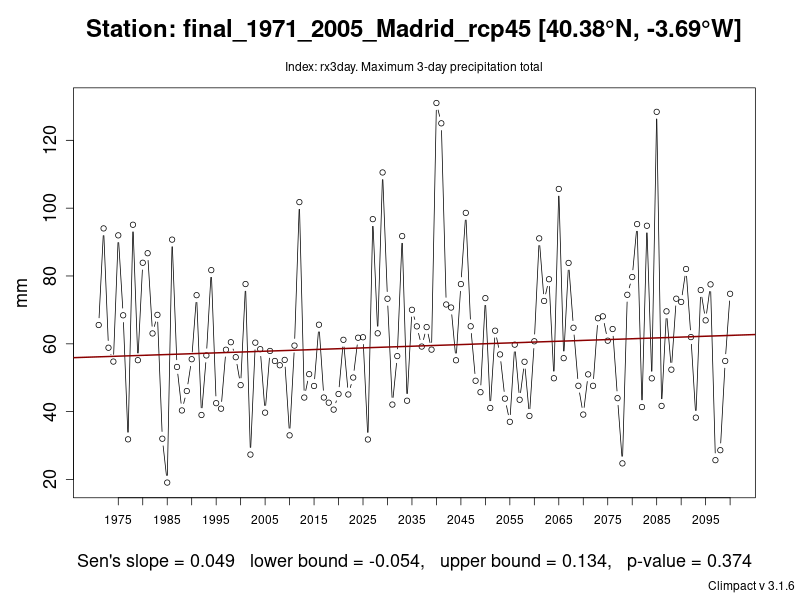 Station: final_1971_2005_Madrid_rcp45 [40.38°N, -3.69°W]
Index: rx3day. Maximum 3-day precipitation total
120
100
80
60
40
20
mm
1975 1985 1995 2005 2015 2025 2035 2045 2055 2065 2075 2085 2095
Sen's slope = 0.049 lower bound = -0.054, upper bound = 0.134, p-value = 0.374
Climpact v 3.1.6